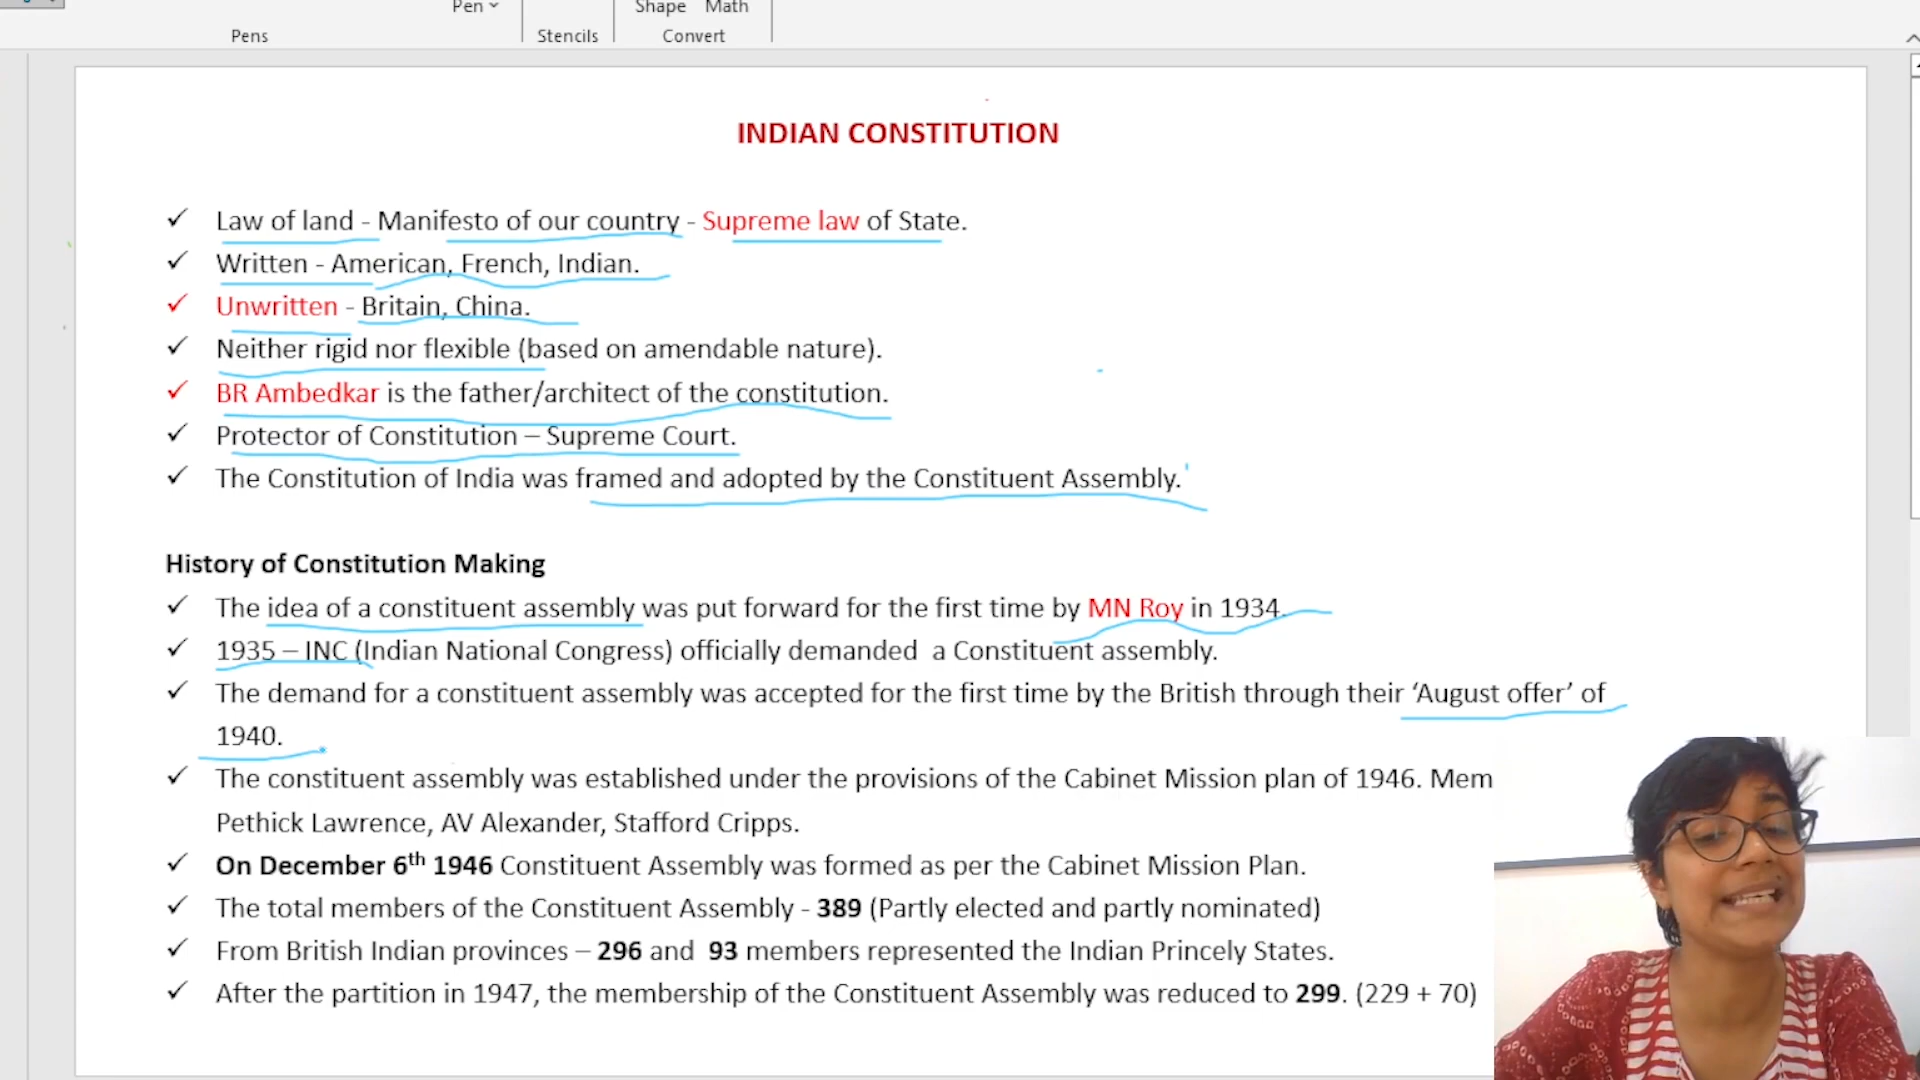 Pen
Shape Math
Pens
Stencils
Convert
INDIAN CONSTITUTION
✓ Law of land - Manifesto of our country - Supreme law of State.
✓ Written - American, French, Indian.
✓ Unwritten - Britain, China.
✓ Neither rigid nor flexible (based on amendable nature).
✓ BR Ambedkar is the father/architect of the constitution.
✓ Protector of Constitution – Supreme Court.
✓ The Constitution of India was framed and adopted by the Constituent Assembly.
History of Constitution Making
✓ The idea of a constituent assembly was put forward for the first time by MN Roy in 1934.
✓ 1935 – INC (Indian National Congress) officially demanded a Constituent assembly.
✓ The demand for a constituent assembly was accepted for the first time by the British through their ‘August offer’ of
1940.
✓ The constituent assembly was established under the provisions of the Cabinet Mission plan of 1946. Mem
Pethick Lawrence, AV Alexander, Stafford Cripps.
✓ On December 6th 1946 Constituent Assembly was formed as per the Cabinet Mission Plan.
✓ The total members of the Constituent Assembly - 389 (Partly elected and partly nominated)
✓ From British Indian provinces – 296 and 93 members represented the Indian Princely States.
✓ After the partition in 1947, the membership of the Constituent Assembly was reduced to 299. (229 + 70)